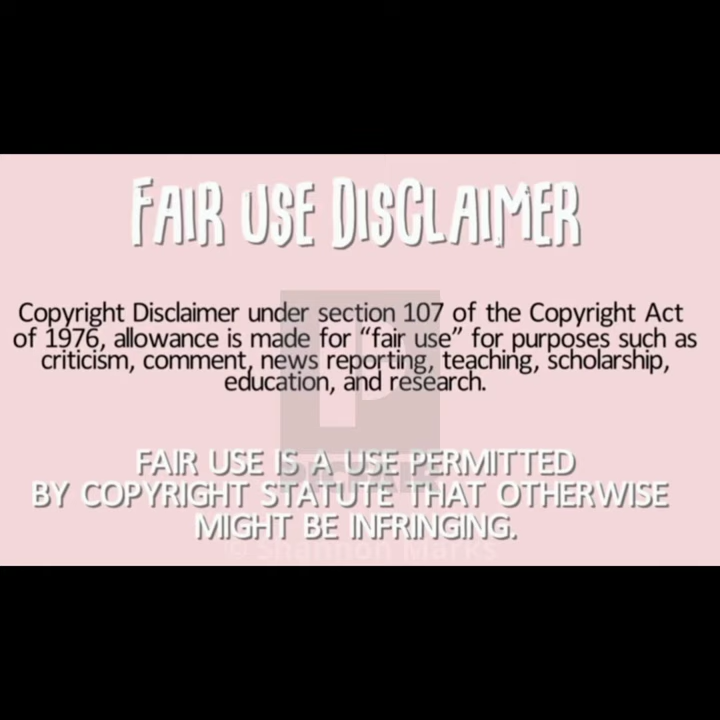 FAIR USE DISCLAIMER
Copyright Disclaimer under section 107 of the Copyright Act
of 1976, allowance is made for “fair use” for purposes such as
criticism, comment, news reporting, teaching, scholarship,
education, and research.
FAIR USE IS A USE PERMITTED
BY COPYRIGHT STATUTE THAT OTHERWISE
MIGHT BE INFRINGING.
© Shannon Marks